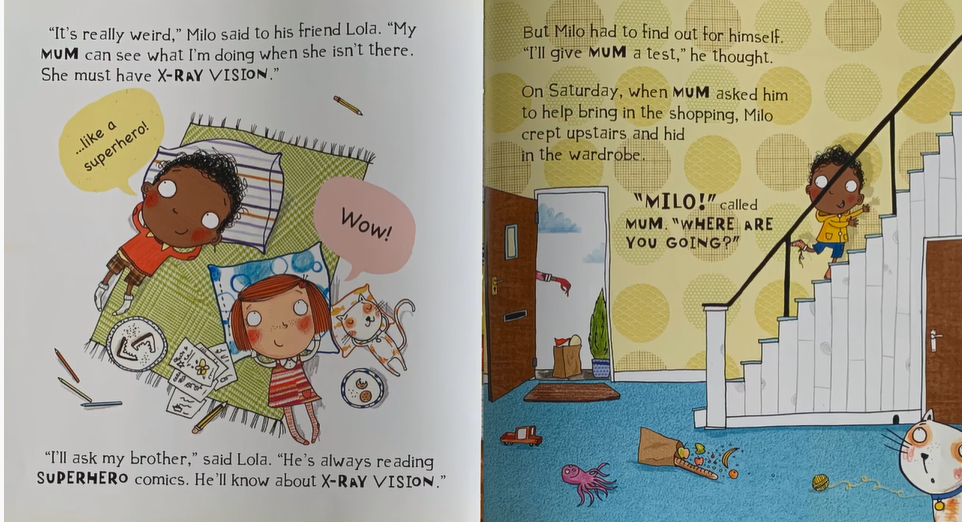 “It’s really weird,” Milo said to his friend Lola. “My
MUM can see what I’m doing when she isn’t there.
She must have X-RAY VISION.”
...like a
superhero!
Wow!
“I’ll ask my brother,” said Lola. “He’s always reading
SUPERHERO comics. He’ll know about X-RAY VISION.”
But Milo had to find out for himself.
“I’ll give MUM a test,” he thought.
On Saturday, when MUM asked him
to help bring in the shopping, Milo
crept upstairs and hid
in the wardrobe.
“MILO!” called
MUM. “WHERE ARE
YOU GOING?”